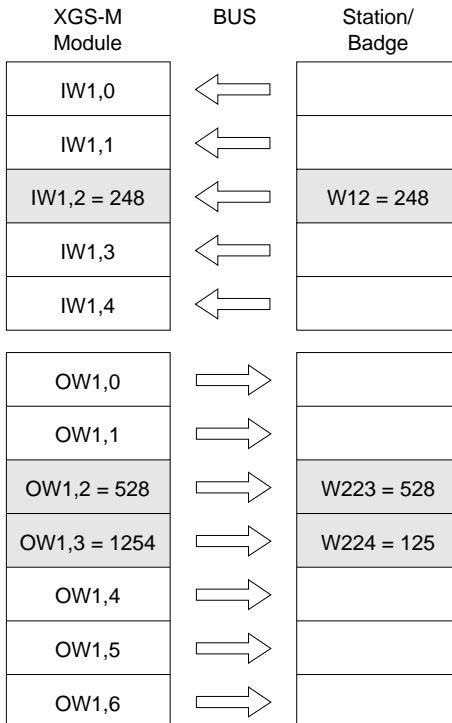 XGS-M
Module
BUS
Station/
Badge
IW1,0
IW1,1
IW1,2 = 248
W12 = 248
IW1,3
IW1,4
OW1,0
OW1,1
OW1,2 = 528
W223 = 528
OW1,3 = 1254
W224 = 125
OW1,4
OW1,5
OW1,6